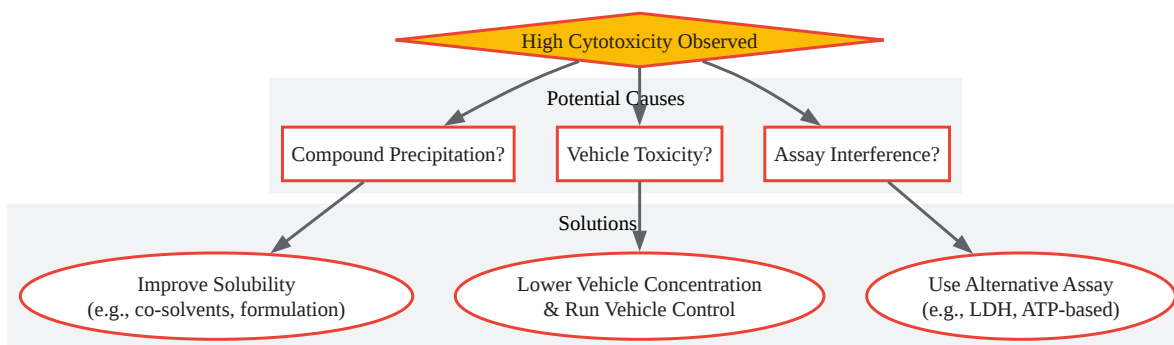 High Cytotoxicity Observed
Potential Causes
Compound Precipitation?
Vehicle Toxicity?
Assay Interference?
Solutions
Improve Solubility
(e.g., co-solvents, formulation)
Lower Vehicle Concentration
& Run Vehicle Control
Use Alternative Assay
(e.g., LDH, ATP-based)